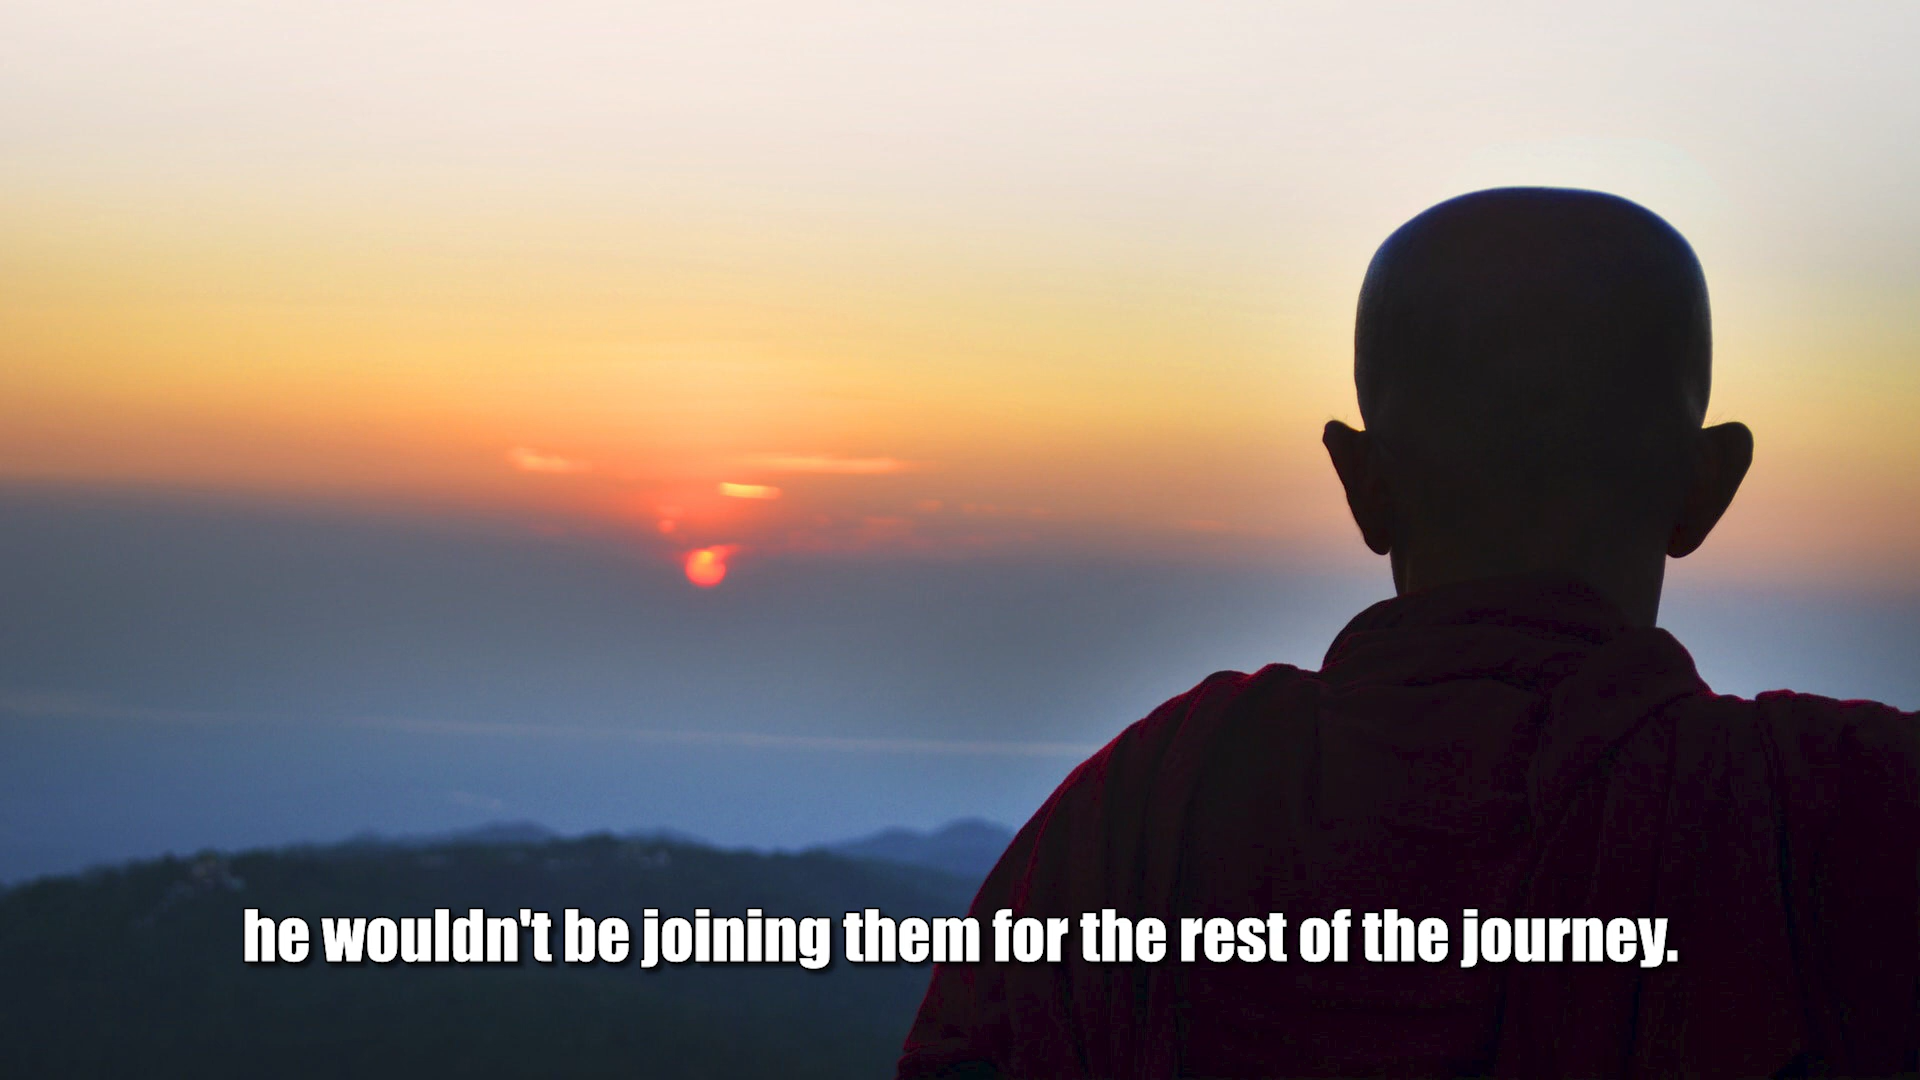 he wouldn't be joining them for the rest of the journey.